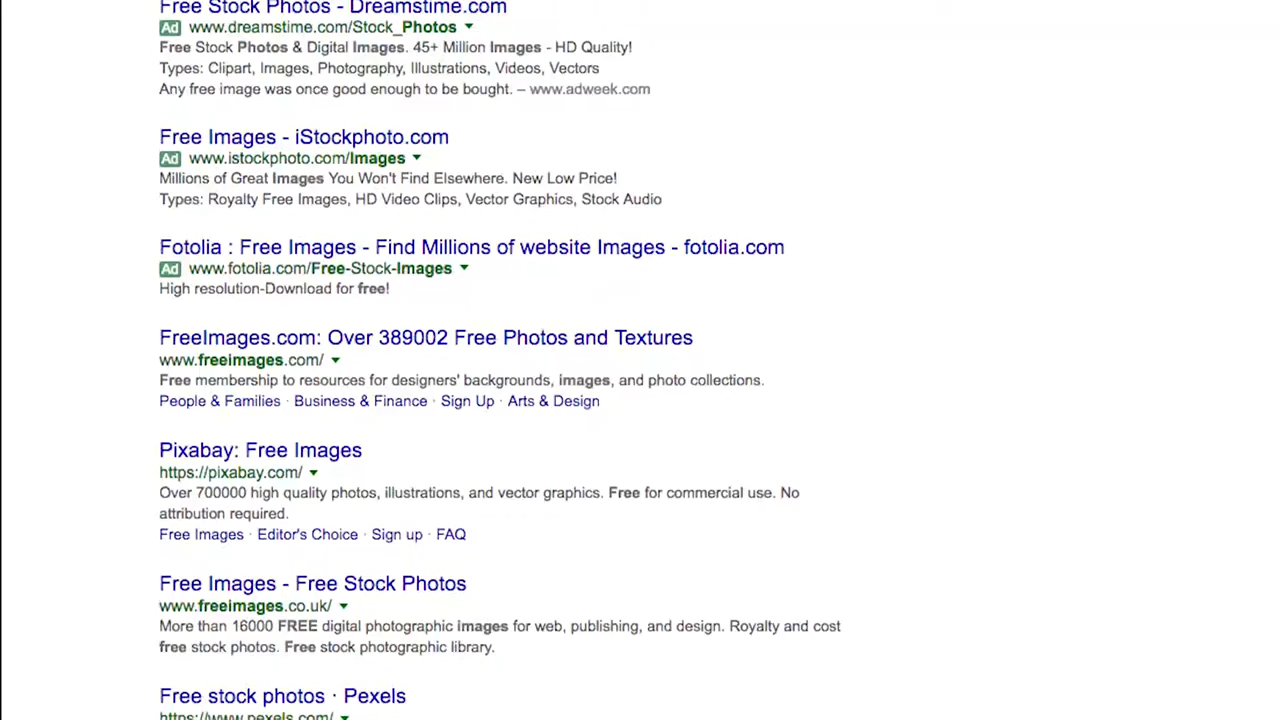 Free Stock Photos - Dreamstime.com
Ad www.dreamstime.com/Stock_Photos
Free Stock Photos & Digital Images. 45+ Million Images - HD Quality!
Types: Clipart, Images, Photography, Illustrations, Videos, Vectors
Any free image was once good enough to be bought. – www.adweek.com
Free Images - iStockphoto.com
Ad www.istockphoto.com/Images
Millions of Great Images You Won't Find Elsewhere. New Low Price!
Types: Royalty Free Images, HD Video Clips, Vector Graphics, Stock Audio
Fotolia : Free Images - Find Millions of website Images - fotolia.com
Ad www.fotolia.com/Free-Stock-Images
High resolution-Download for free!
FreeImages.com: Over 389002 Free Photos and Textures
www.freeimages.com/
Free membership to resources for designers' backgrounds, images, and photo collections.
People & Families · Business & Finance · Sign Up · Arts & Design
Pixabay: Free Images
https://pixabay.com/
Over 700000 high quality photos, illustrations, and vector graphics. Free for commercial use. No
attribution required.
Free Images · Editor's Choice · Sign up · FAQ
Free Images - Free Stock Photos
www.freeimages.co.uk/
More than 16000 FREE digital photographic images for web, publishing, and design. Royalty and cost
free stock photos. Free stock photographic library.
Free stock photos · Pexels
https://www.pexels.com/